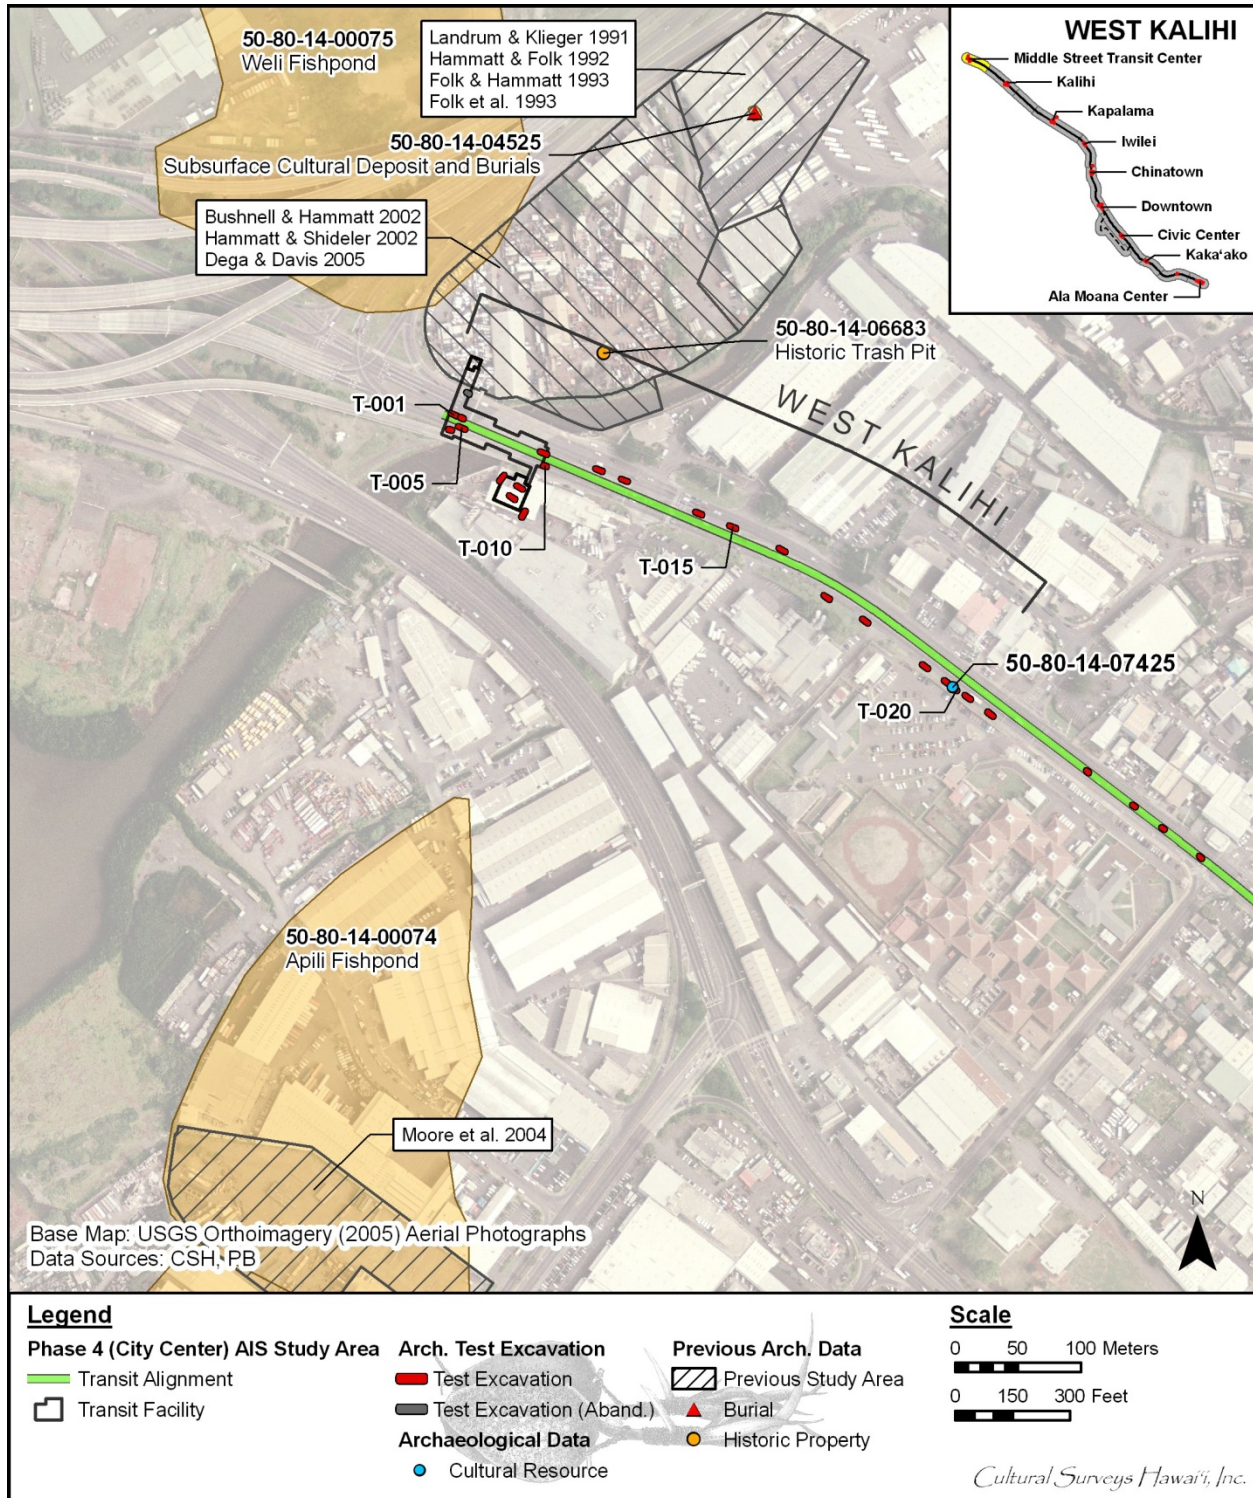 50-80-14-00075
Weli Fishpond
Landrum & Klieger 1991
Hammatt & Folk 1992
Folk & Hammatt 1993
Folk et al. 1993
WEST KALIHI
Middle Street Transit Center
Kalihi
Kapalama
Iwilei
Chinatown
Downtown
Civic Center
Kaka‘ako
Ala Moana Center
50-80-14-04525
Subsurface Cultural Deposit and Burials
Bushnell & Hammatt 2002
Hammatt & Shideler 2002
Dega & Davis 2005
50-80-14-06683
Historic Trash Pit
WEST KALIHI
T-001
T-005
T-010
T-015
50-80-14-07425
T-020
50-80-14-00074
Apili Fishpond
Moore et al. 2004
N
Base Map: USGS Orthoimagery (2005) Aerial Photographs
Data Sources: CSH, PB
Legend
Phase 4 (City Center) AIS Study Area
Transit Alignment
Transit Facility
Arch. Test Excavation
Test Excavation
Test Excavation (Aband.)
Archaeological Data
Cultural Resource
Previous Arch. Data
Previous Study Area
Burial
Historic Property
Scale
0 50 100 Meters
0 150 300 Feet
Cultural Surveys Hawai‘i, Inc.